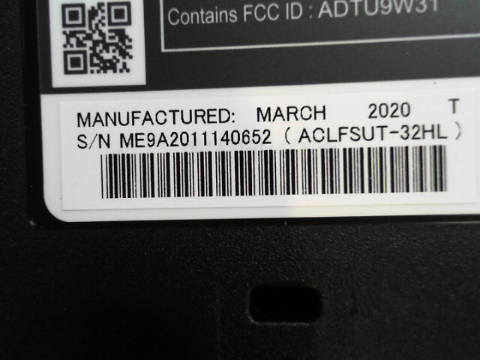 Contains FCC ID : ADTU9W31
MANUFACTURED: MARCH 2020 T
S/N ME9A2011140652 ( ACLFSUT-32HL )